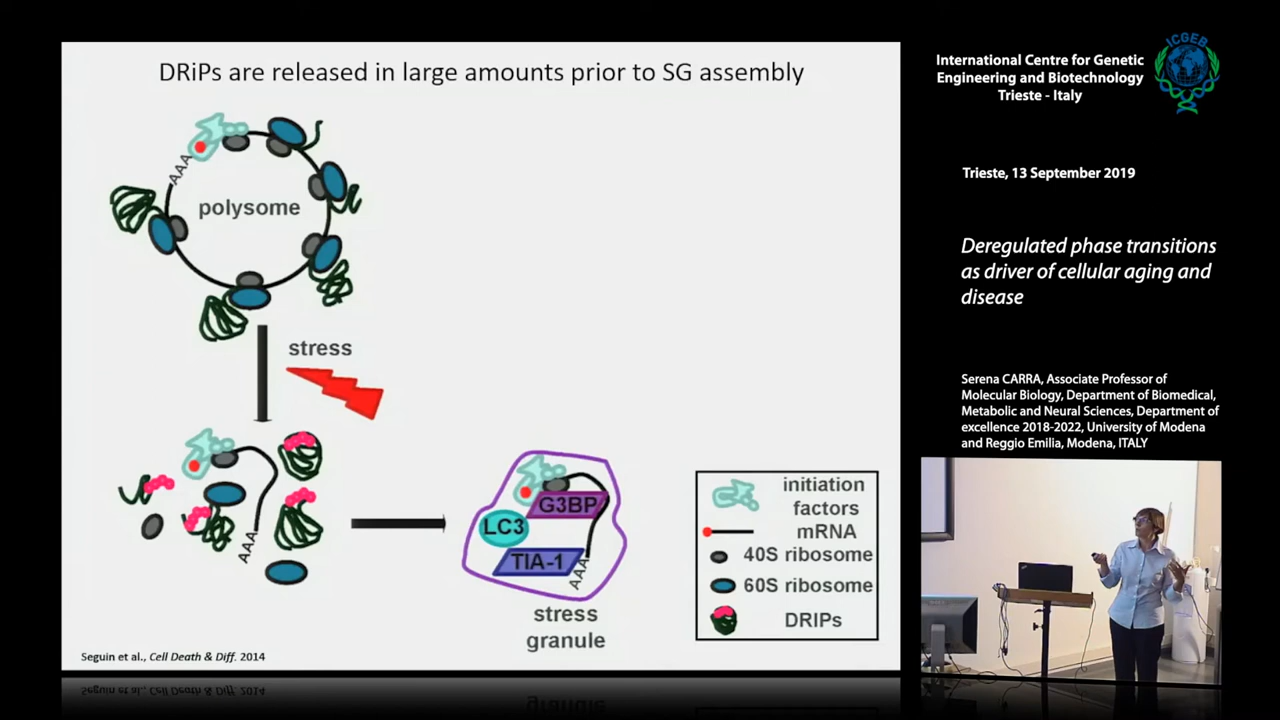 DRiPs are released in large amounts prior to SG assembly
AAA
polysome
stress
AAA
G3BP
LC3
TIA-1
AAA
stress
granule
initiation
factors
mRNA
40S ribosome
60S ribosome
DRIPs
Seguin et al., Cell Death & Diff. 2014
ICGEB
International Centre for Genetic
Engineering and Biotechnology
Trieste - Italy
Trieste, 13 September 2019
Deregulated phase transitions
as driver of cellular aging and
disease
Serena CARRA, Associate Professor of
Molecular Biology, Department of Biomedical,
Metabolic and Neural Sciences, Department of
excellence 2018-2022, University of Modena
and Reggio Emilia, Modena, ITALY